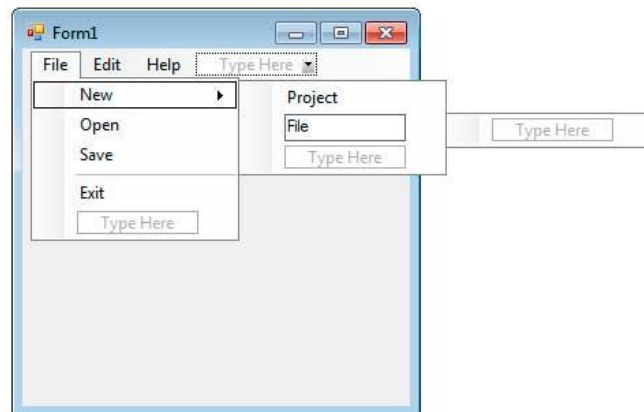 Form1
File Edit Help Type Here
New Project
Open File Type Here
Save Type Here
Exit
Type Here